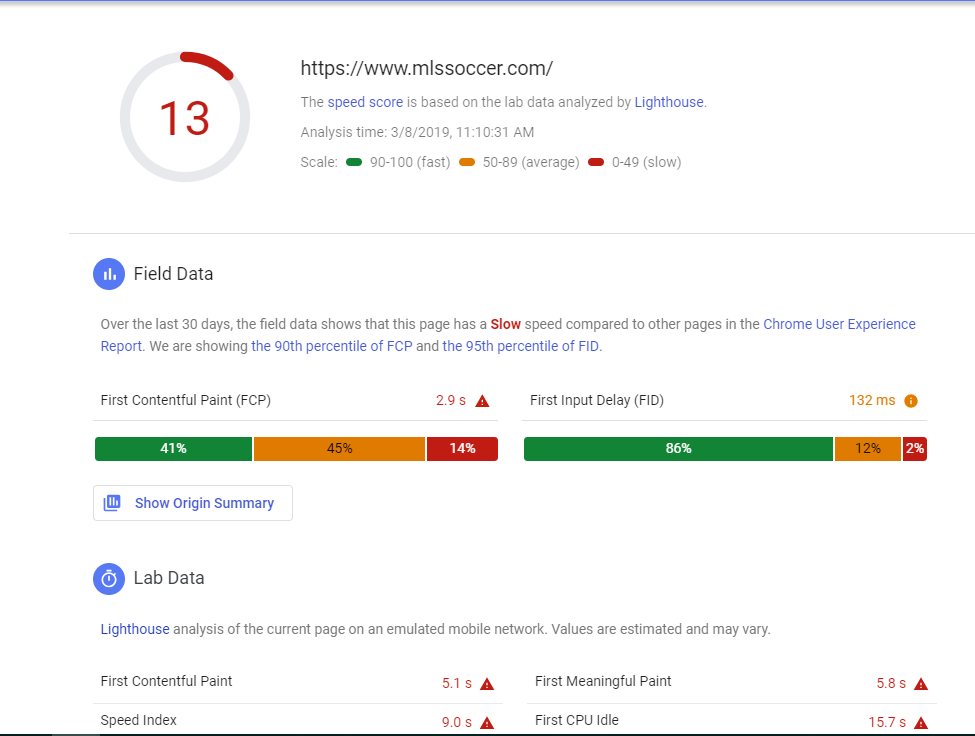 13
https://www.mlssoccer.com/
The speed score is based on the lab data analyzed by Lighthouse.
Analysis time: 3/8/2019, 11:10:31 AM
Scale: 90-100 (fast) 50-89 (average) 0-49 (slow)
Field Data
Over the last 30 days, the field data shows that this page has a Slow speed compared to other pages in the Chrome User Experience
Report. We are showing the 90th percentile of FCP and the 95th percentile of FID.
First Contentful Paint (FCP) 2.9 s
First Input Delay (FID) 132 ms
41% 45% 14%
86% 12% 2%
Show Origin Summary
Lab Data
Lighthouse analysis of the current page on an emulated mobile network. Values are estimated and may vary.
First Contentful Paint 5.1 s
First Meaningful Paint 5.8 s
Speed Index 9.0 s
First CPU Idle 15.7 s